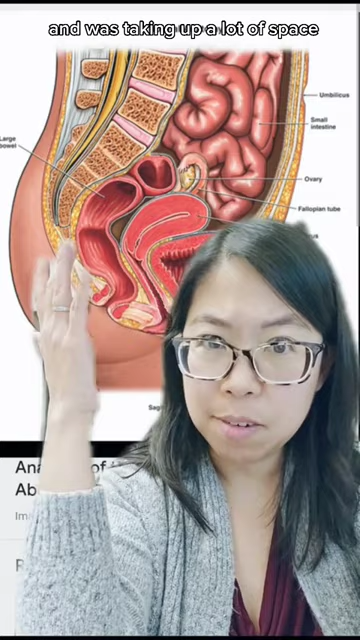 and was taking up a lot of space
Umbilicus
Small
intestine
Large
bowel
Ovary
Fallopian tube